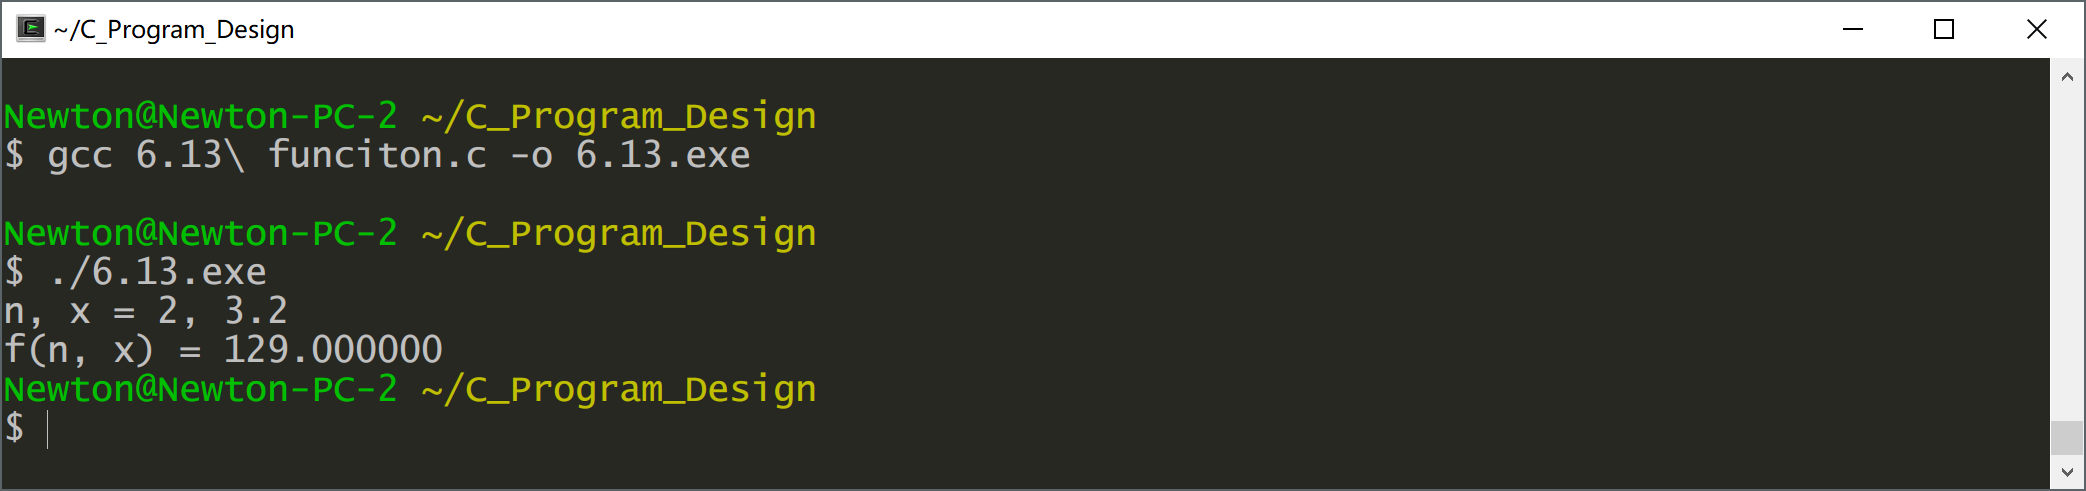 ~/C_Program_Design
Newton@Newton-PC-2 ~/C_Program_Design
$ gcc 6.13\ funciton.c -o 6.13.exe
Newton@Newton-PC-2 ~/C_Program_Design
$ ./6.13.exe
n, x = 2, 3.2
f(n, x) = 129.000000
Newton@Newton-PC-2 ~/C_Program_Design
$